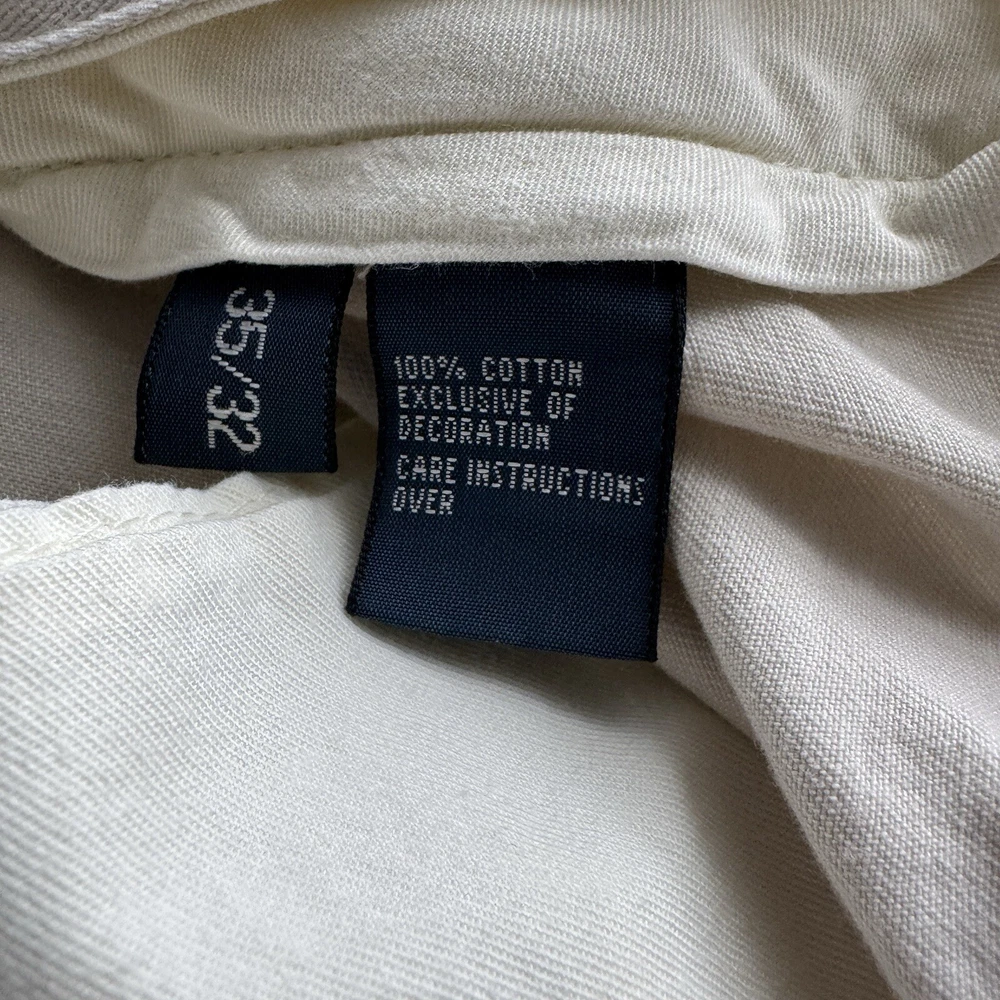 35/32
100% COTTON
EXCLUSIVE OF
DECORATION
CARE INSTRUCTIONS
OVER